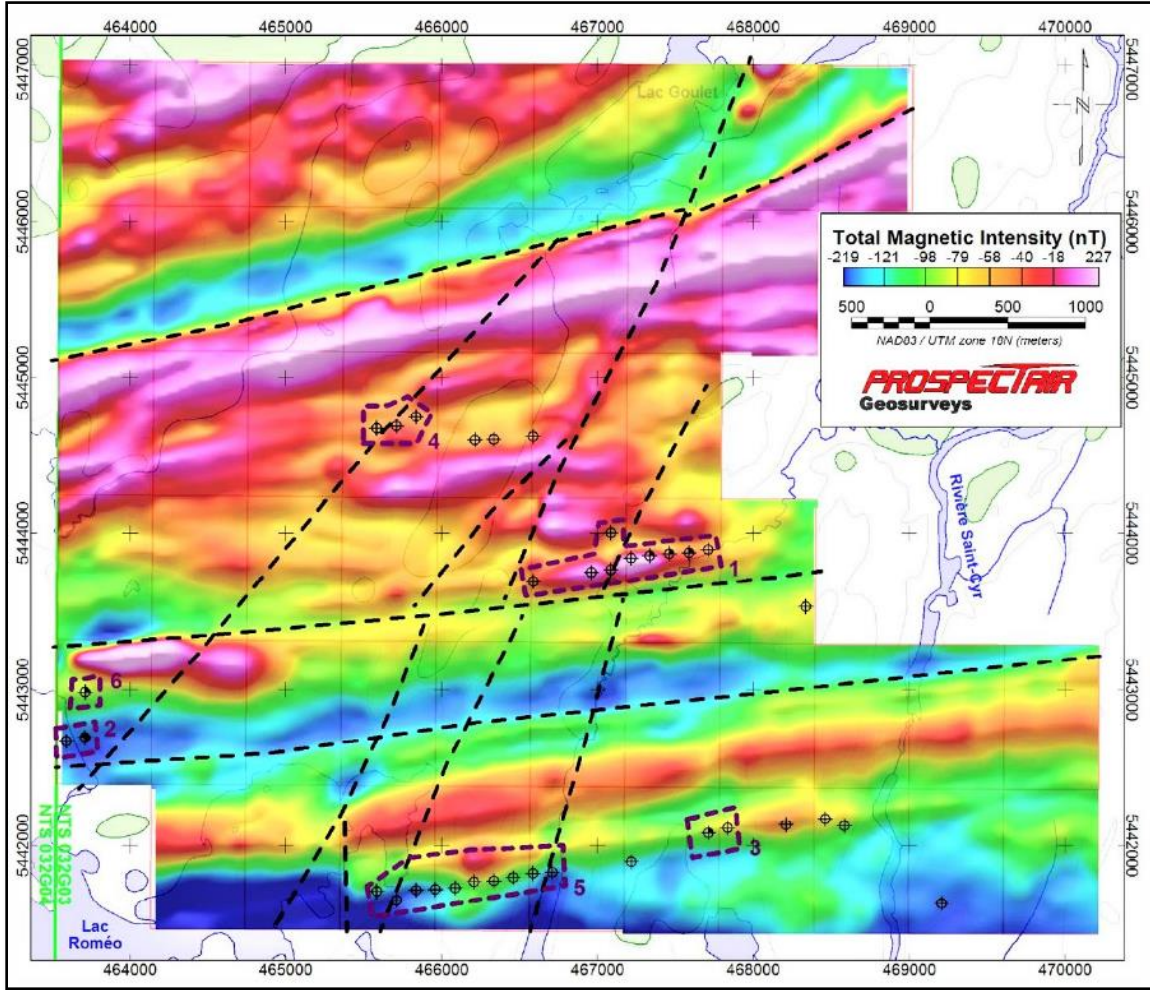 464000 465000 466000 467000 468000 469000 470000
5447000 5447000
Lac Goulet
N
5446000 5446000
Total Magnetic Intensity (nT)
-219 -121 -98 -79 -58 -40 -18 227
500 0 500 1000
NAD83 / UTM zone 18N (meters)
PROSPECTAIR
Geosurveys
5445000 5445000
4
Rivière Saint-Cyr
5444000 5444000
1
5443000 5443000
6
2
NTS 032G03
NTS 032G04
5442000 5442000
3
5
Lac
Roméo
464000 465000 466000 467000 468000 469000 470000